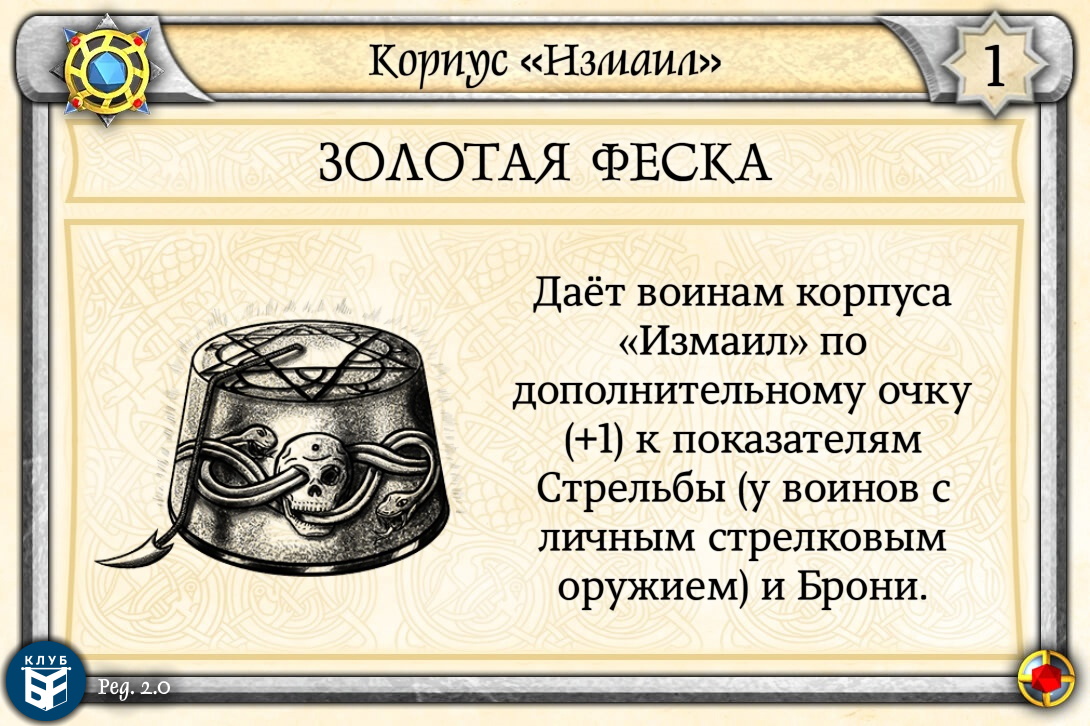 Корпус «Измаил»
1
ЗОЛОТАЯ ФЕСКА
Даёт воинам корпуса
«Измаил» по
дополнительному очку
(+1) к показателям
Стрельбы (у воинов с
личным стрелковым
оружием) и Брони.
КЛУБ
Ред. 2.0